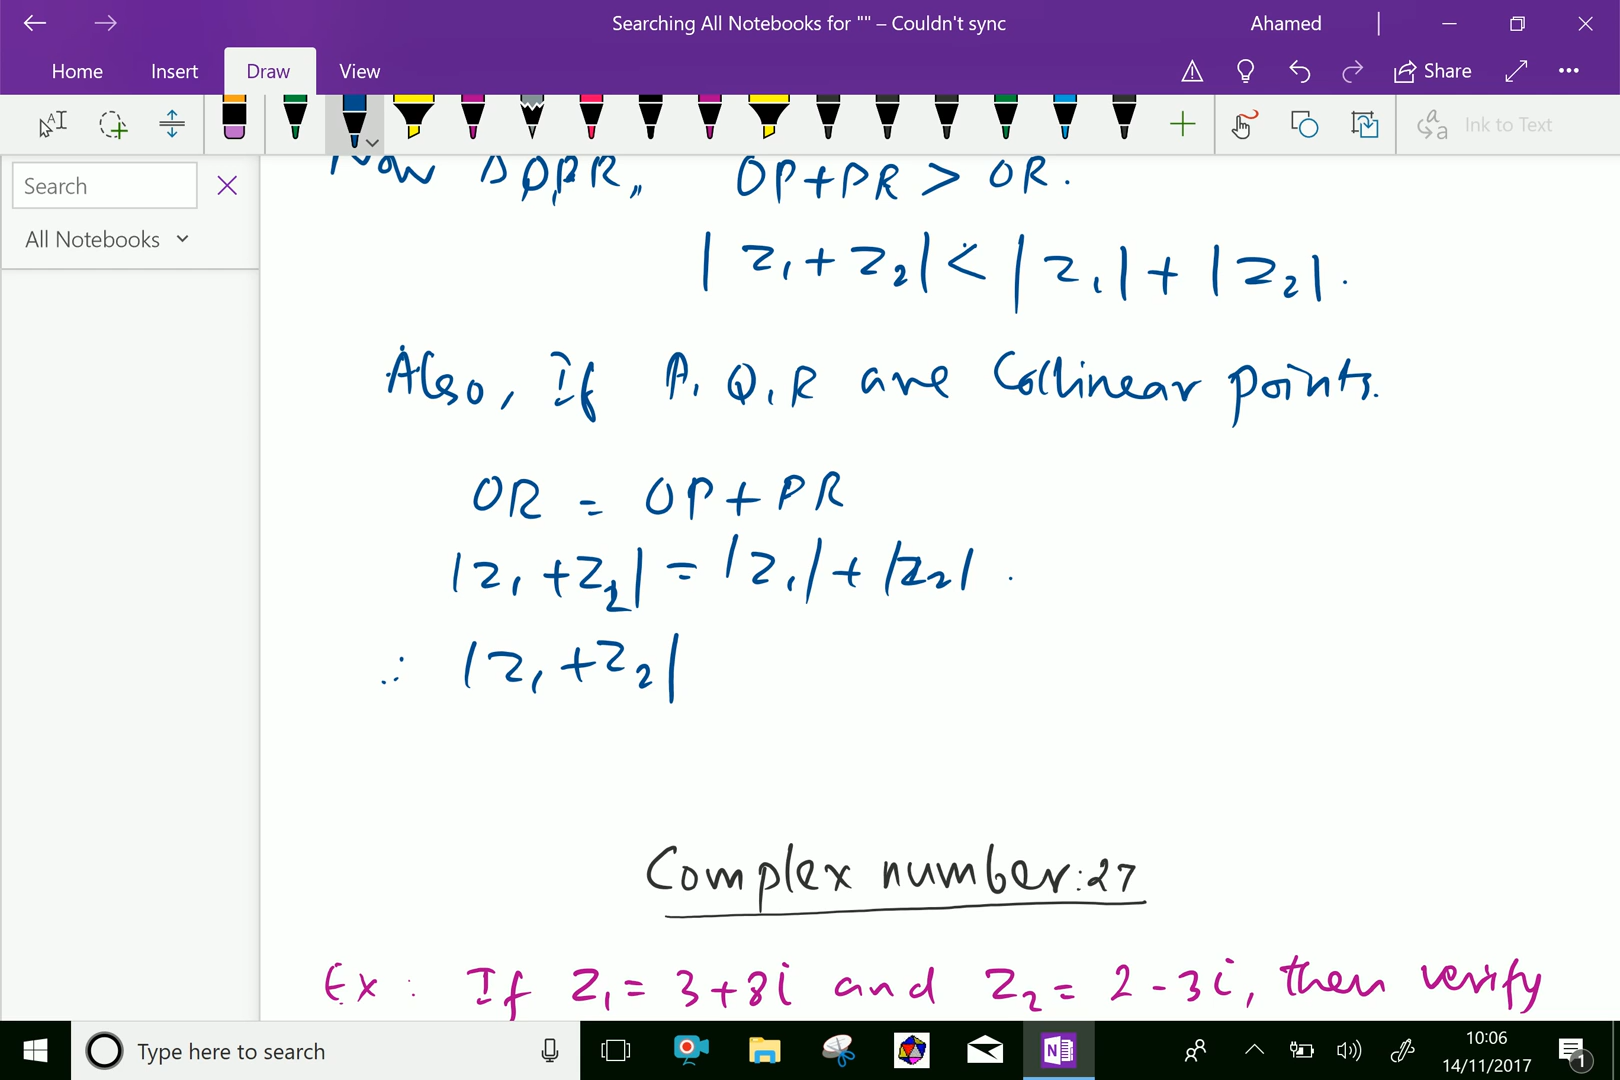 Searching All Notebooks for "" – Couldn't sync
Ahamed
Home Insert Draw View
Share
Ink to Text
Search
All Notebooks
Now Δ OPR, OP+PR > OR.
|z₁+z₂| < |z₁| + |z₂|.
Also, If P, Q, R are Collinear points.
OR = OP+PR
|z₁+z₂| = |z₁| + |z₂|.
∴ |z₁+z₂|
Complex number:27
Ex: If z₁= 3+8i and z₂= 2-3i, then verify
Type here to search
10:06
14/11/2017
1